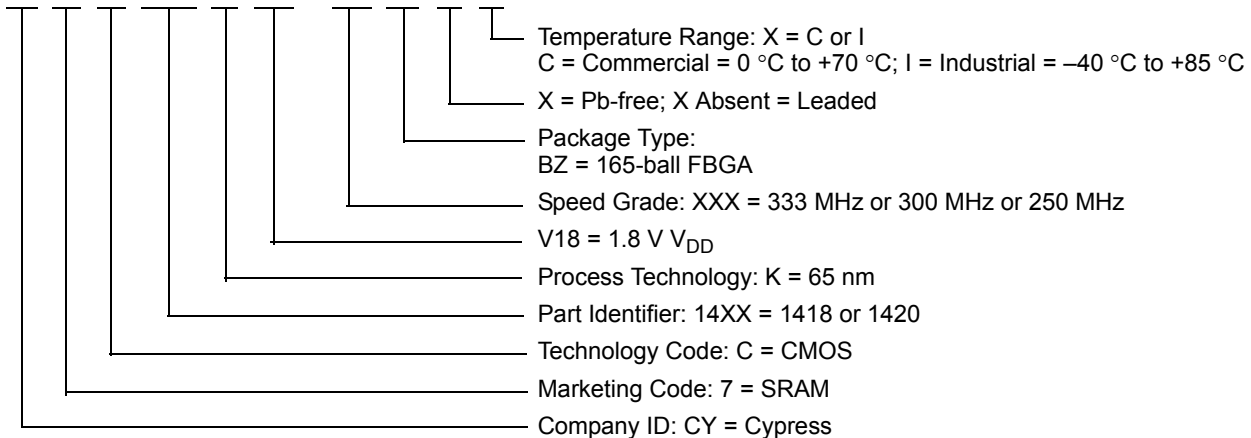 Temperature Range: X = C or I
C = Commercial = 0 °C to +70 °C; I = Industrial = –40 °C to +85 °C
X = Pb-free; X Absent = Leaded
Package Type:
BZ = 165-ball FBGA
Speed Grade: XXX = 333 MHz or 300 MHz or 250 MHz
V18 = 1.8 V VDD
Process Technology: K = 65 nm
Part Identifier: 14XX = 1418 or 1420
Technology Code: C = CMOS
Marketing Code: 7 = SRAM
Company ID: CY = Cypress